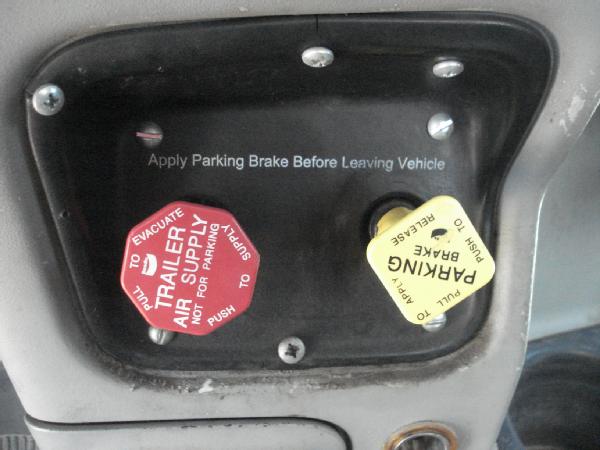 Apply Parking Brake Before Leaving Vehicle
PULL TO EVACUATE
TRAILER
AIR SUPPLY
NOT FOR PARKING
PUSH TO SUPPLY
PUSH TO
RELEASE
PARKING
BRAKE
PULL TO
APPLY